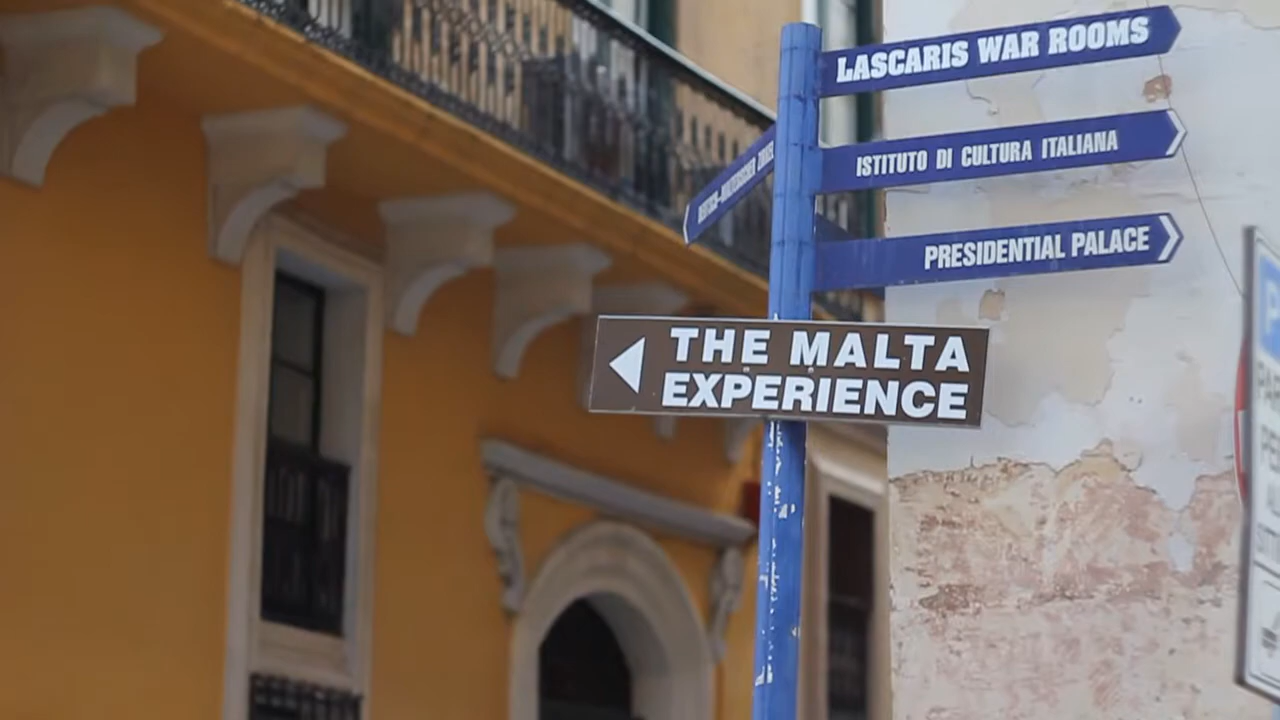 LASCARIS WAR ROOMS
ISTITUTO DI CULTURA ITALIANA
PRESIDENTIAL PALACE
THE MALTA
EXPERIENCE